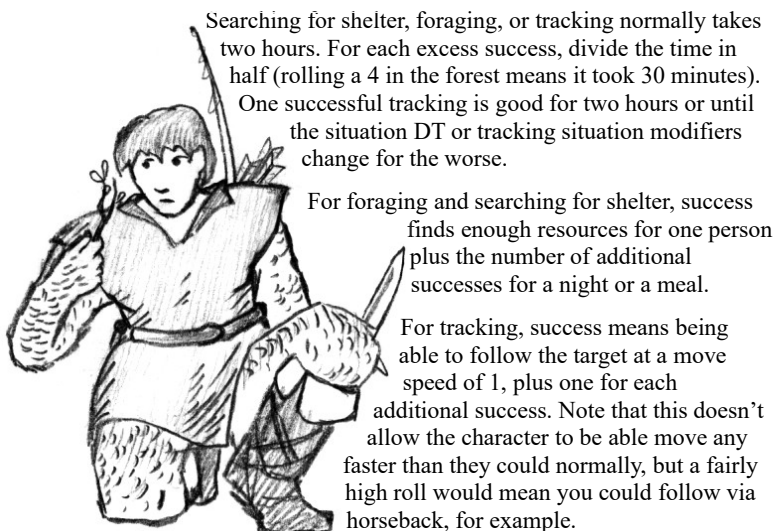 Searching for shelter, foraging, or tracking normally takes
two hours. For each excess success, divide the time in
half (rolling a 4 in the forest means it took 30 minutes).
One successful tracking is good for two hours or until
the situation DT or tracking situation modifiers
change for the worse.
For foraging and searching for shelter, success
finds enough resources for one person
plus the number of additional
successes for a night or a meal.
For tracking, success means being
able to follow the target at a move
speed of 1, plus one for each
additional success. Note that this doesn’t
allow the character to be able move any
faster than they could normally, but a fairly
high roll would mean you could follow via
horseback, for example.